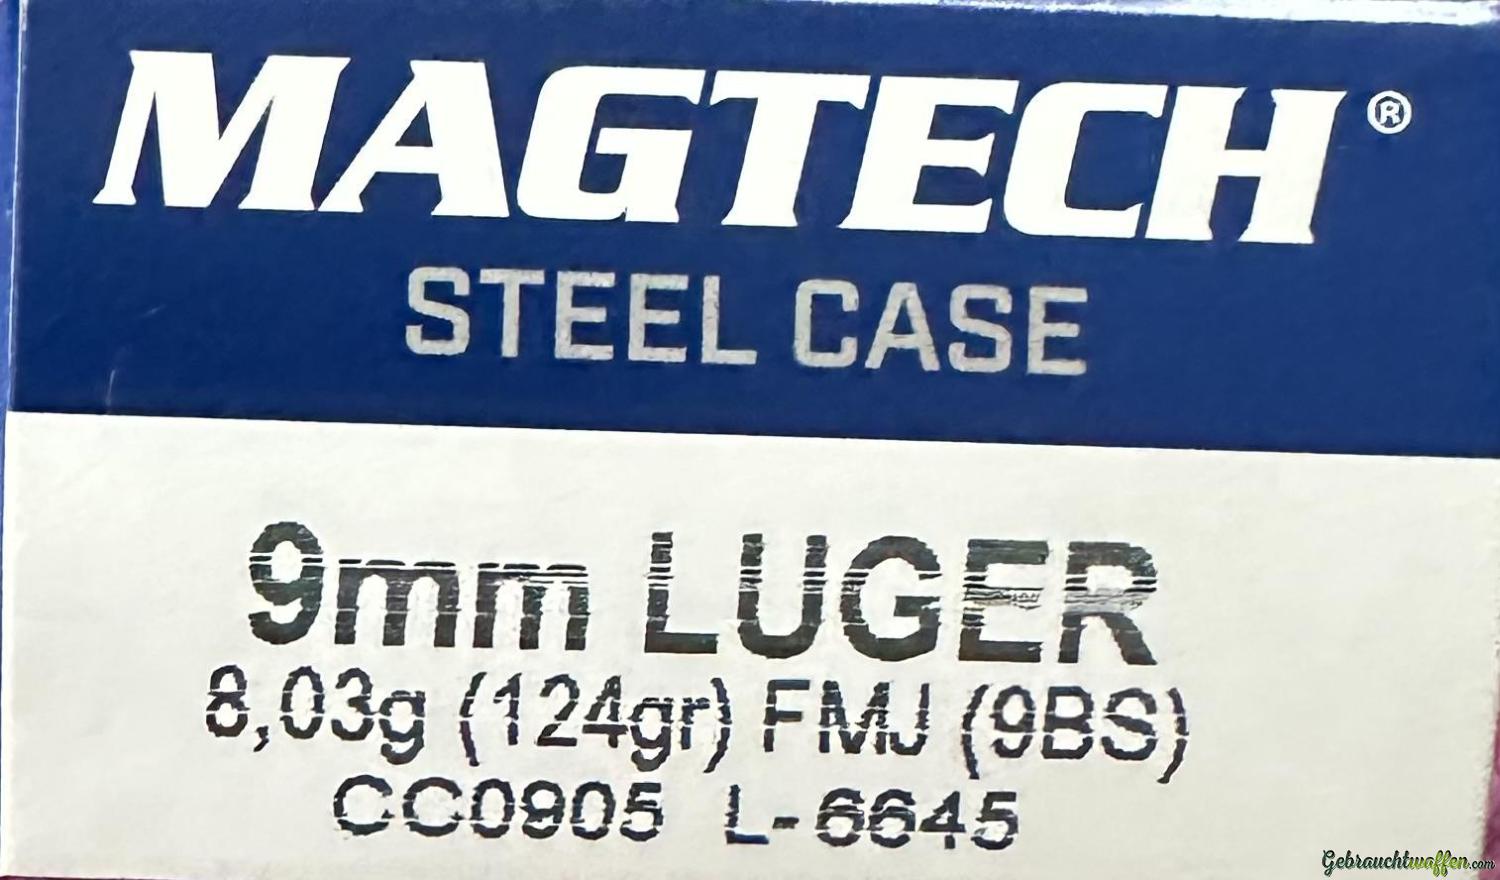 MAGTECH®
STEEL CASE
9mm LUGER
8,03g (124gr) FMJ (9BS)
CC0905 L-6645
Gebrauchtwaffen.com